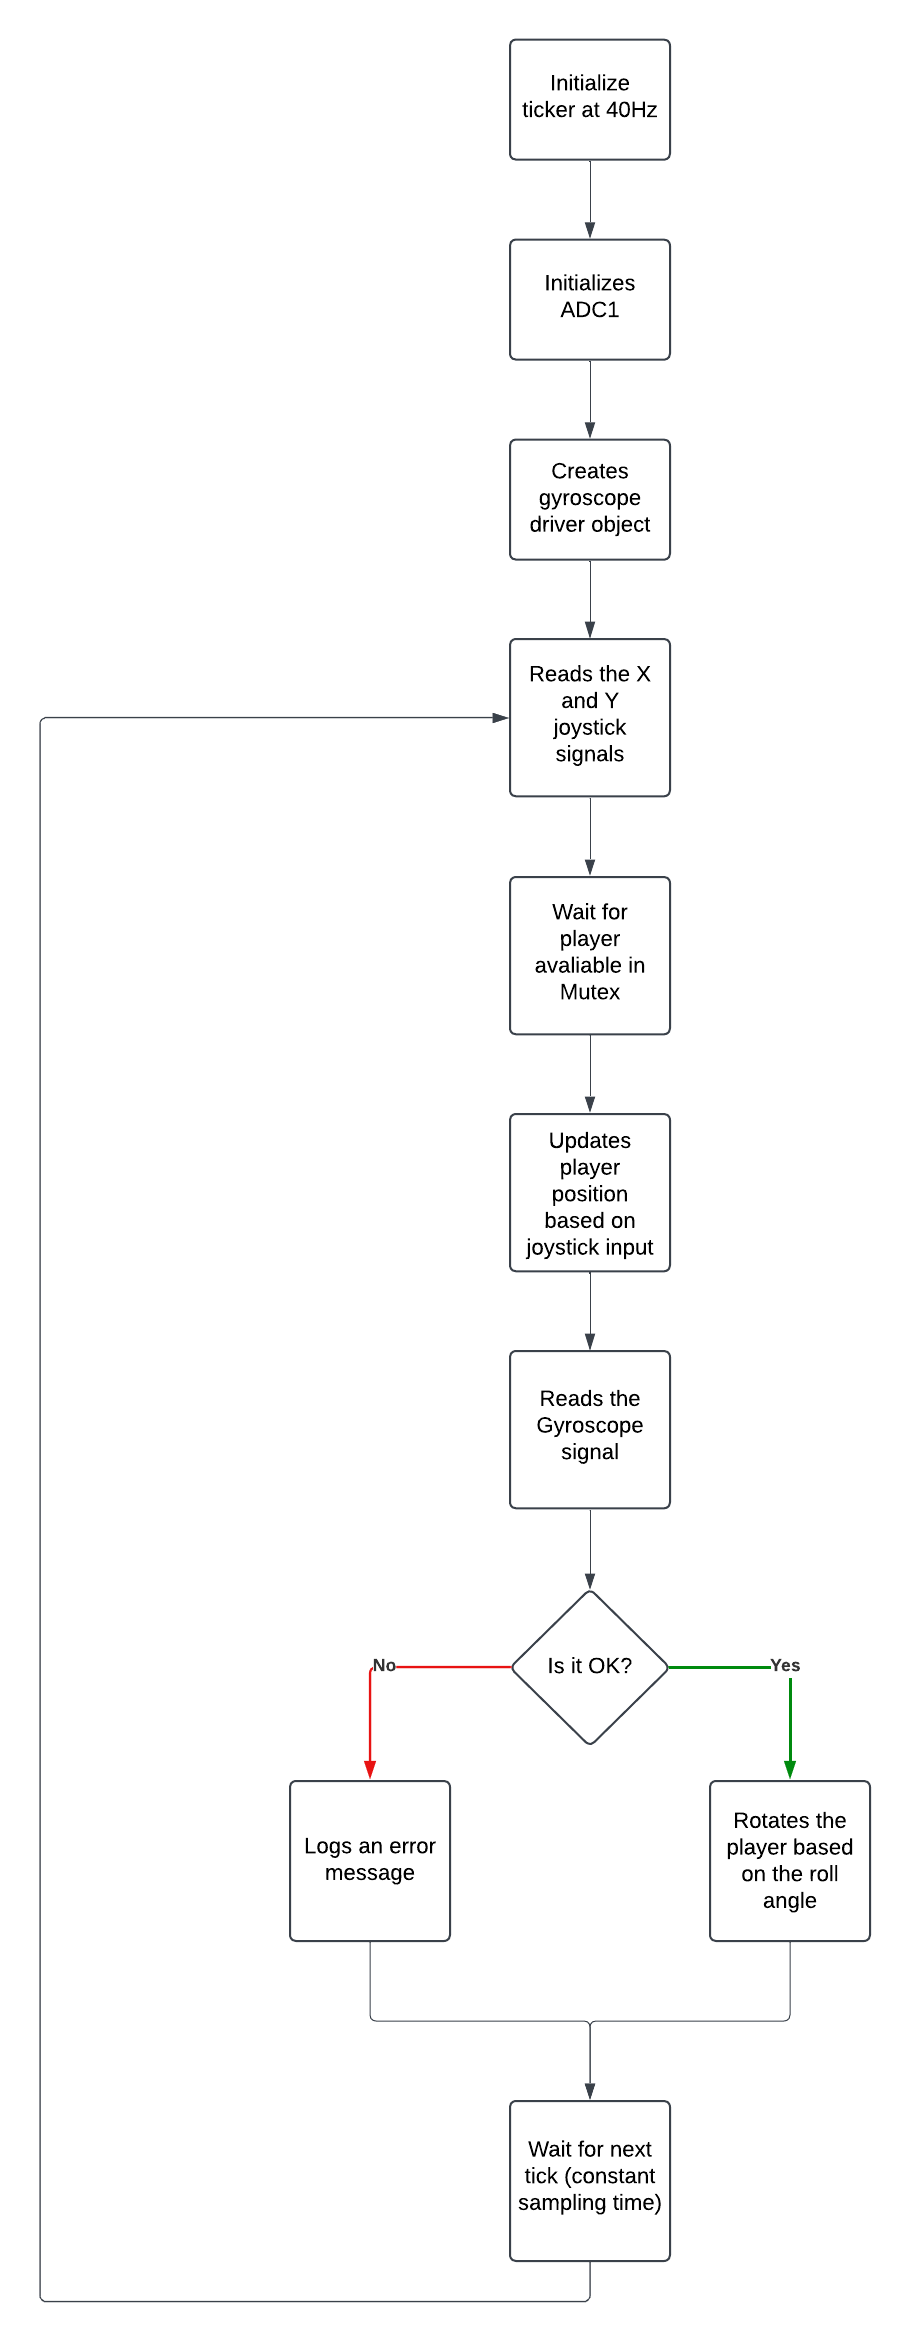 Initialize
ticker at 40Hz
Initializes
ADC1
Creates
gyroscope
driver object
Reads the X
and Y
joystick
signals
Wait for
player
avaliable in
Mutex
Updates
player
position
based on
joystick input
Reads the
Gyroscope
signal
Is it OK?
No
Yes
Logs an error
message
Rotates the
player based
on the roll
angle
Wait for next
tick (constant
sampling time)